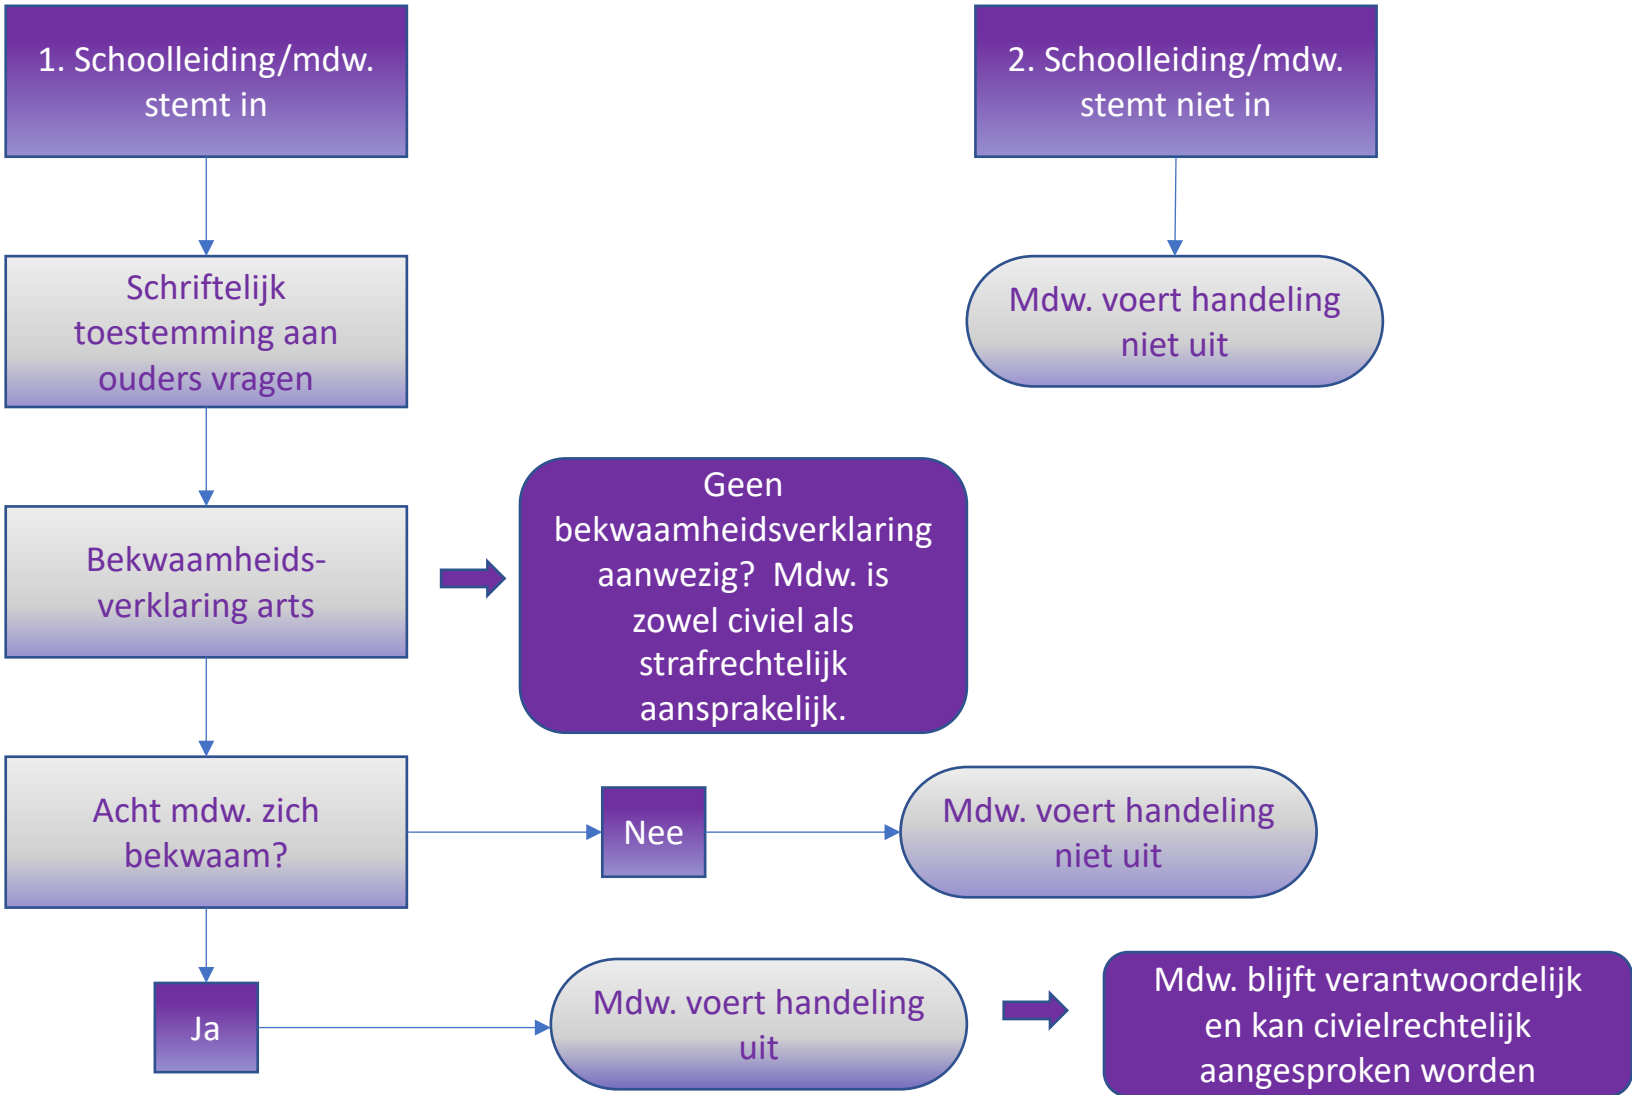 1. Schoolleiding/mdw.
stemt in
2. Schoolleiding/mdw.
stemt niet in
Schriftelijk
toestemming aan
ouders vragen
Mdw. voert handeling
niet uit
Bekwaamheids-
verklaring arts
Geen
bekwaamheidsverklaring
aanwezig?  Mdw. is
zowel civiel als
strafrechtelijk
aansprakelijk.
Acht mdw. zich
bekwaam?
Nee
Mdw. voert handeling
niet uit
Ja
Mdw. voert handeling
uit
Mdw. blijft verantwoordelijk
en kan civielrechtelijk
aangesproken worden